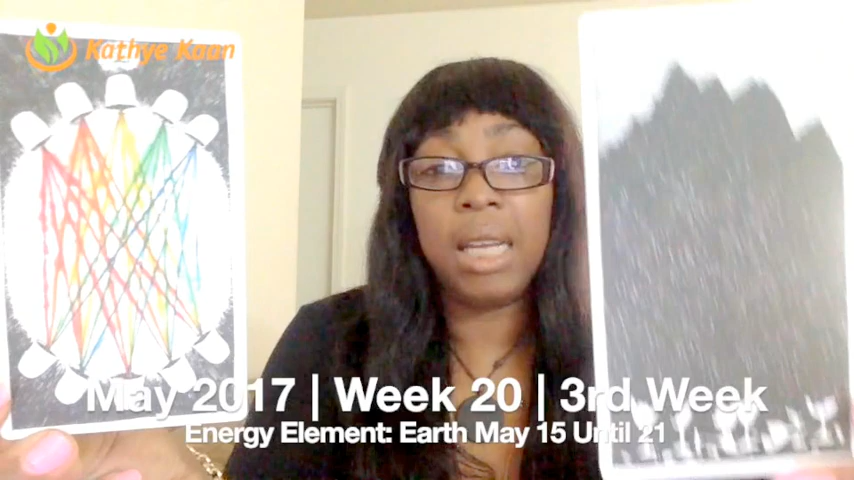 Kathye Kaan
May 2017 | Week 20 | 3rd Week
Energy Element: Earth May 15 Until 21